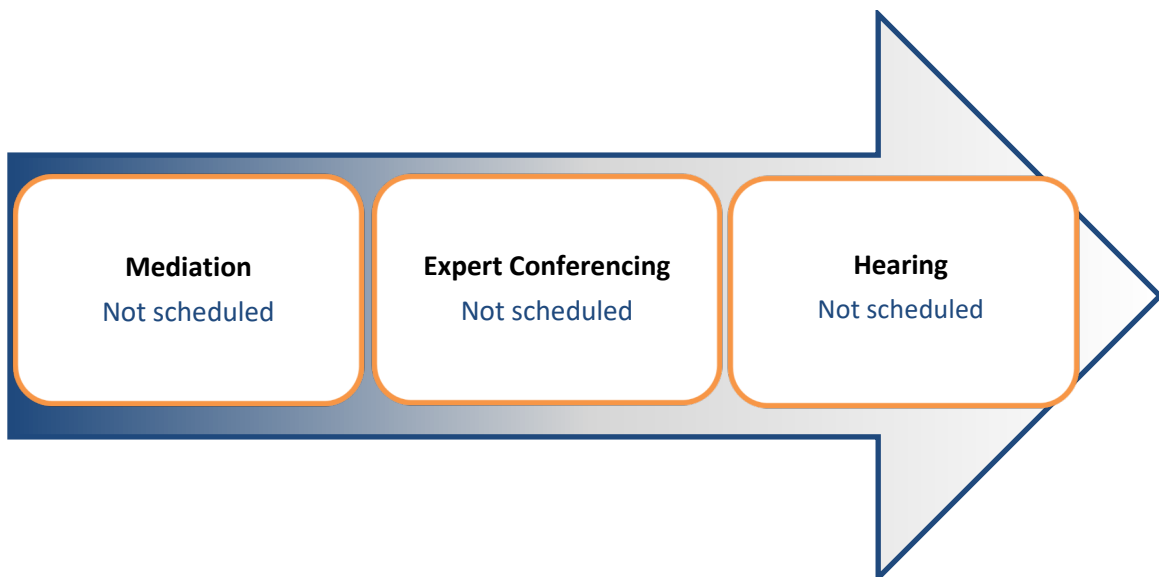 Mediation
Not scheduled
Expert Conferencing
Not scheduled
Hearing
Not scheduled